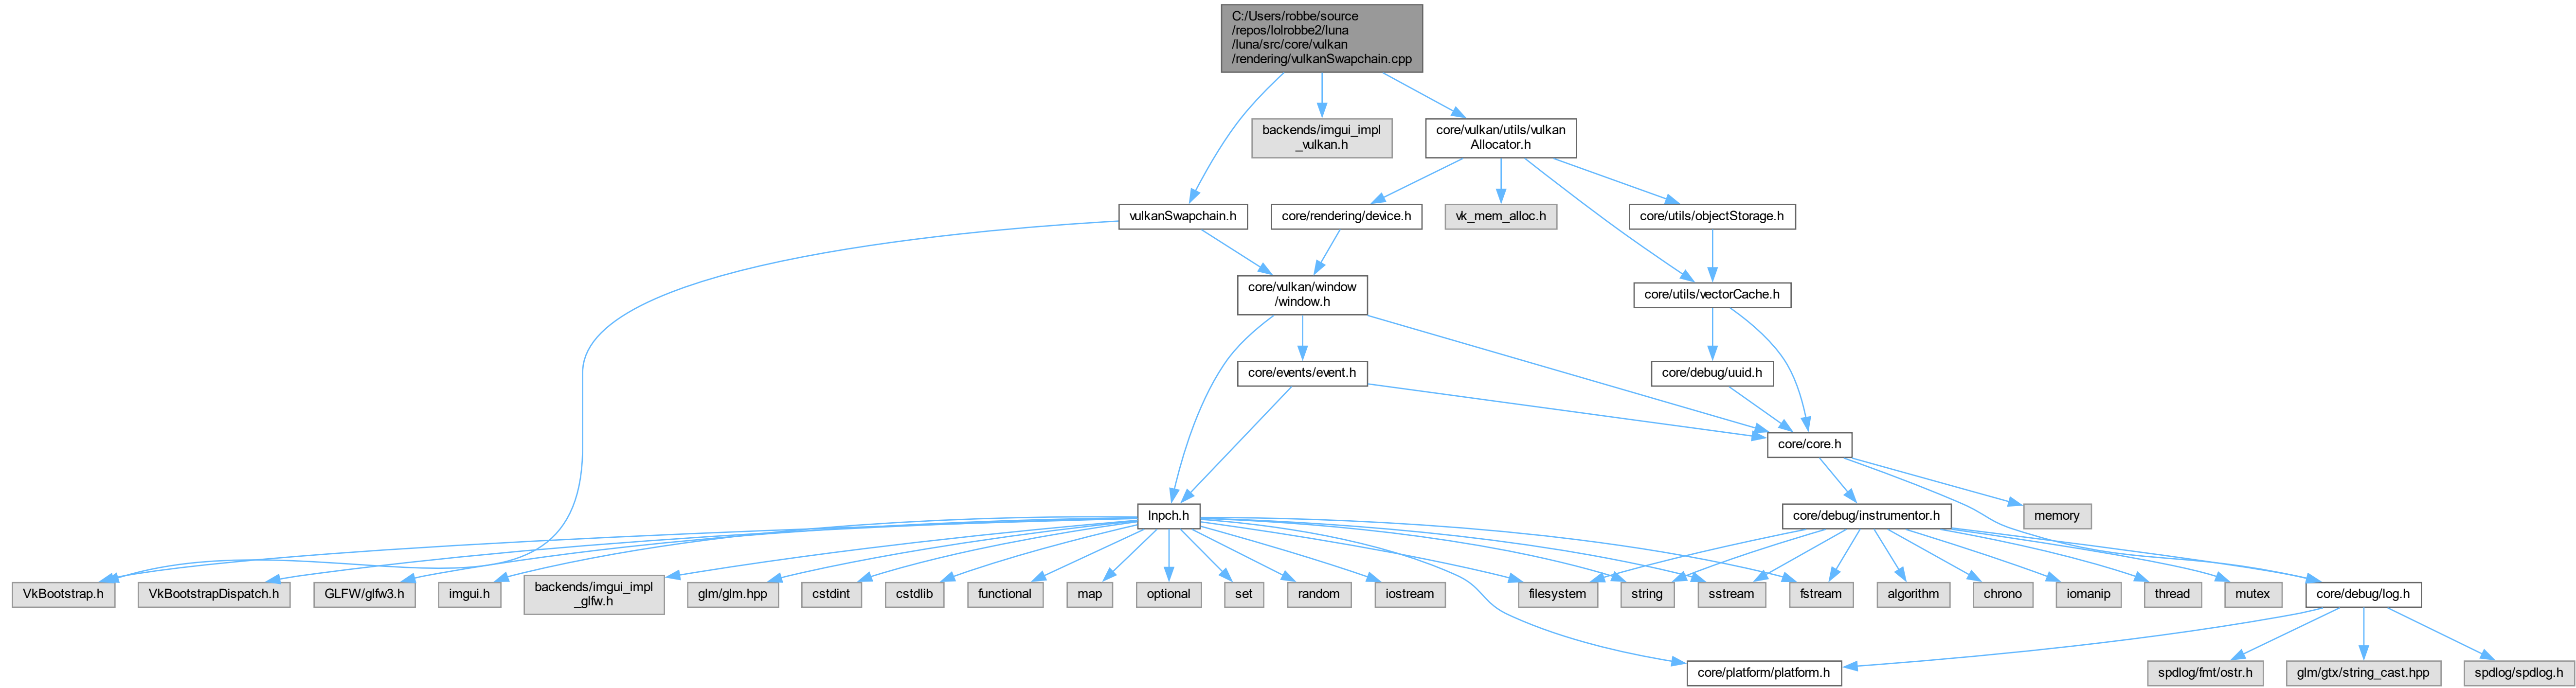 C:/Users/robbe/source
/repos/lolrobbe2/luna
/luna/src/core/vulkan
/rendering/vulkanSwapchain.cpp
backends/imgui_impl
_vulkan.h
core/vulkan/utils/vulkan
Allocator.h
vulkanSwapchain.h
core/rendering/device.h
vk_mem_alloc.h
core/utils/objectStorage.h
core/vulkan/window
/window.h
core/utils/vectorCache.h
core/events/event.h
core/debug/uuid.h
core/core.h
lnpch.h
core/debug/instrumentor.h
memory
VkBootstrap.h
VkBootstrapDispatch.h
GLFW/glfw3.h
imgui.h
backends/imgui_impl
_glfw.h
glm/glm.hpp
cstdint
cstdlib
functional
map
optional
set
random
iostream
filesystem
string
sstream
fstream
algorithm
chrono
iomanip
thread
mutex
core/debug/log.h
core/platform/platform.h
spdlog/fmt/ostr.h
glm/gtx/string_cast.hpp
spdlog/spdlog.h